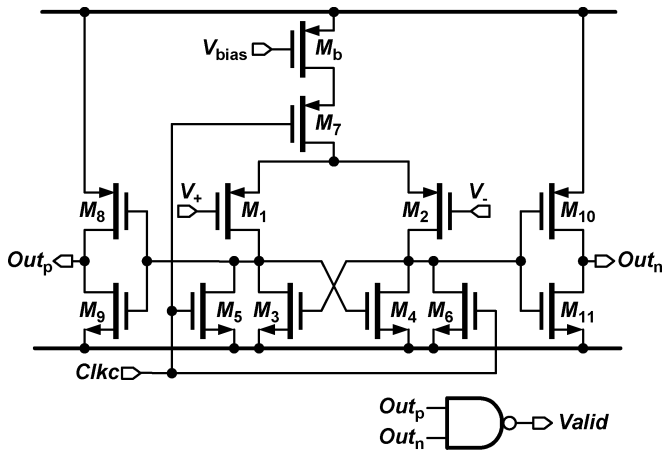 Vbias
Mb
M7
V+
M1
M2
V-
M8
M10
Outp
Outn
M9
M5
M3
M4
M6
M11
Clkc
Outp
Outn
Valid